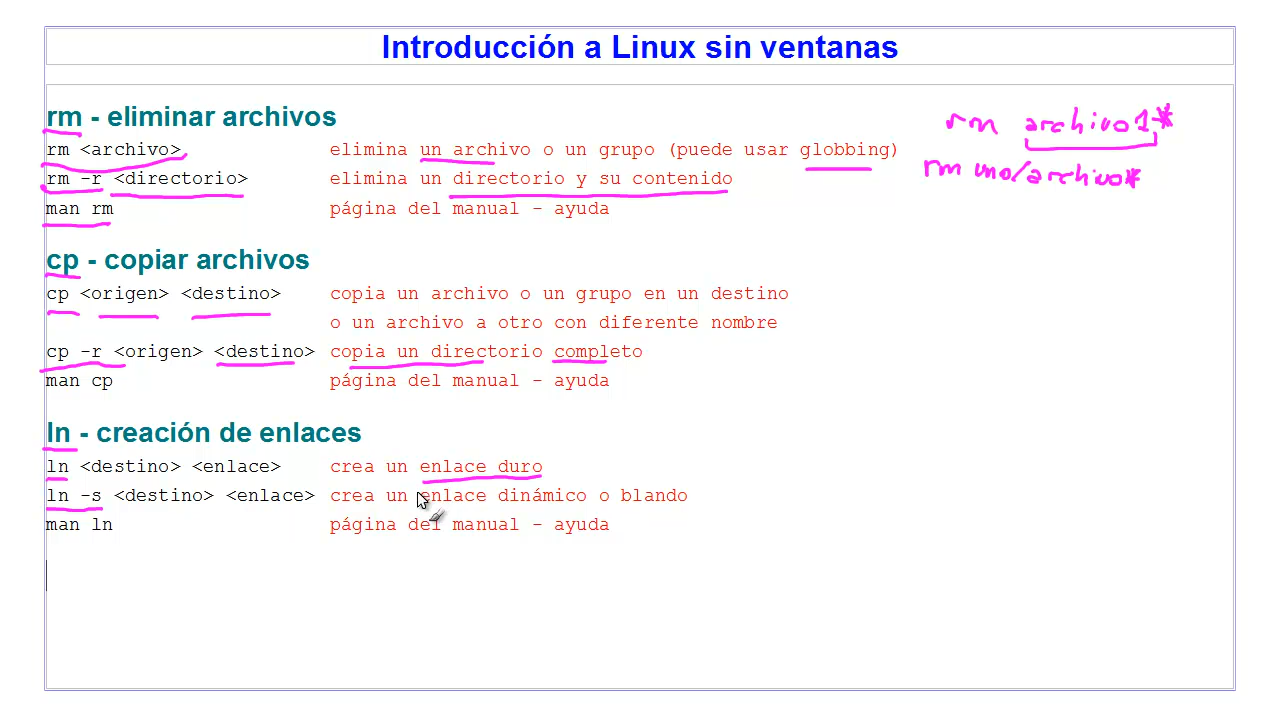 Introducción a Linux sin ventanas
rm - eliminar archivos
rm <archivo> elimina un archivo o un grupo (puede usar globbing)
rm -r <directorio> elimina un directorio y su contenido
man rm página del manual - ayuda
rm archivo1*
rm uno/archivo*
cp - copiar archivos
cp <origen> <destino> copia un archivo o un grupo en un destino
o un archivo a otro con diferente nombre
cp -r <origen> <destino> copia un directorio completo
man cp página del manual - ayuda
ln - creación de enlaces
ln <destino> <enlace> crea un enlace duro
ln -s <destino> <enlace> crea un enlace dinámico o blando
man ln página del manual - ayuda